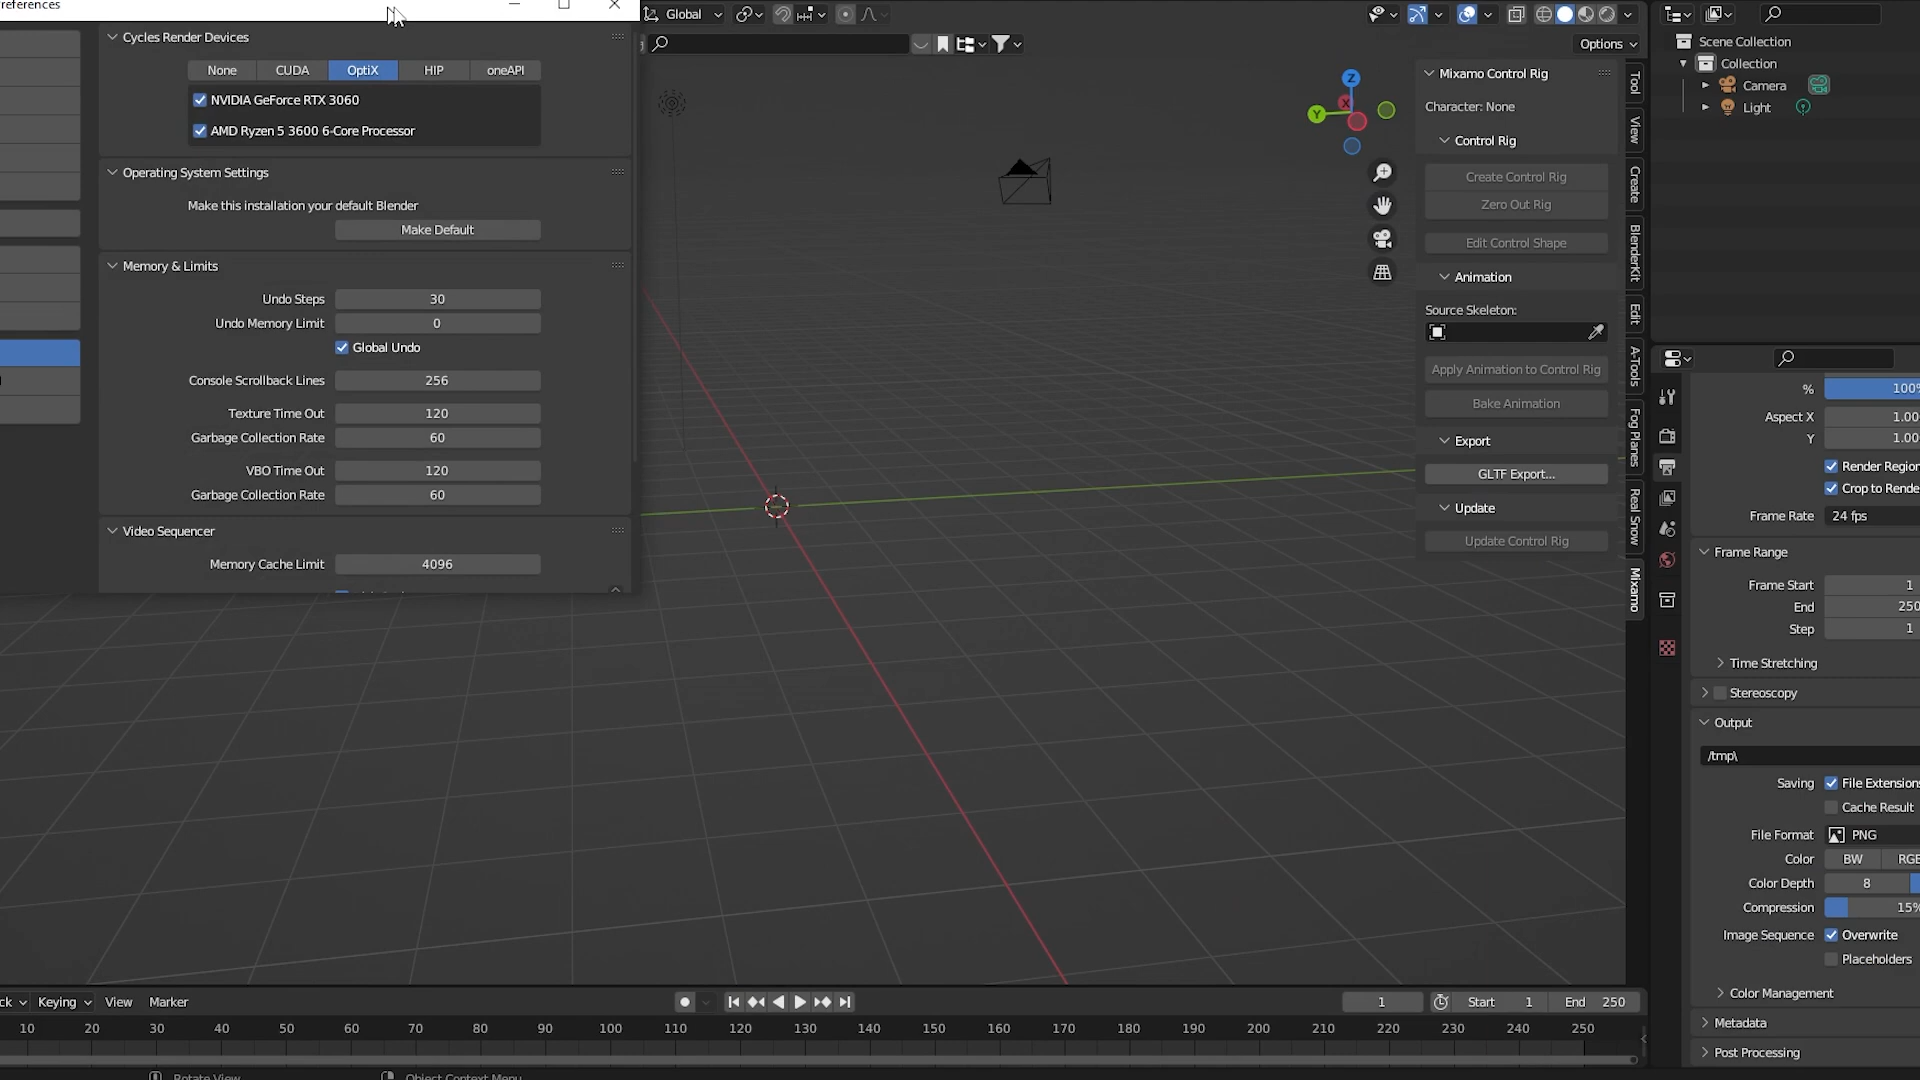 references
Cycles Render Devices
None CUDA OptiX HIP oneAPI
NVIDIA GeForce RTX 3060
AMD Ryzen 5 3600 6-Core Processor
Operating System Settings
Make this installation your default Blender
Make Default
Memory & Limits
Undo Steps 30
Undo Memory Limit 0
Global Undo
Console Scrollback Lines 256
Texture Time Out 120
Garbage Collection Rate 60
VBO Time Out 120
Garbage Collection Rate 60
Video Sequencer
Memory Cache Limit 4096
Global
Options
Z
Y
X
Mixamo Control Rig
Character: None
Control Rig
Create Control Rig
Zero Out Rig
Edit Control Shape
Animation
Source Skeleton:
Apply Animation to Control Rig
Bake Animation
Export
GLTF Export...
Update
Update Control Rig
Tool
View
Create
BlenderKit
Edit
A-Tools
Fog Planes
Real Snow
Mixamo
Scene Collection
Collection
Camera
Light
% 100%
Aspect X 1.00
Y 1.00
Render Region
Crop to Rende
Frame Rate 24 fps
Frame Range
Frame Start 1
End 250
Step 1
Time Stretching
Stereoscopy
Output
/tmp\
Saving File Extensions
Cache Result
File Format PNG
Color BW RGB
Color Depth 8
Compression 15%
Image Sequence Overwrite
Placeholders
Color Management
Metadata
Post Processing
ck Keying View Marker
1 Start 1 End 250
10 20 30 40 50 60 70 80 90 100 110 120 130 140 150 160 170 180 190 200 210 220 230 240 250
Rotate View Object Context Menu